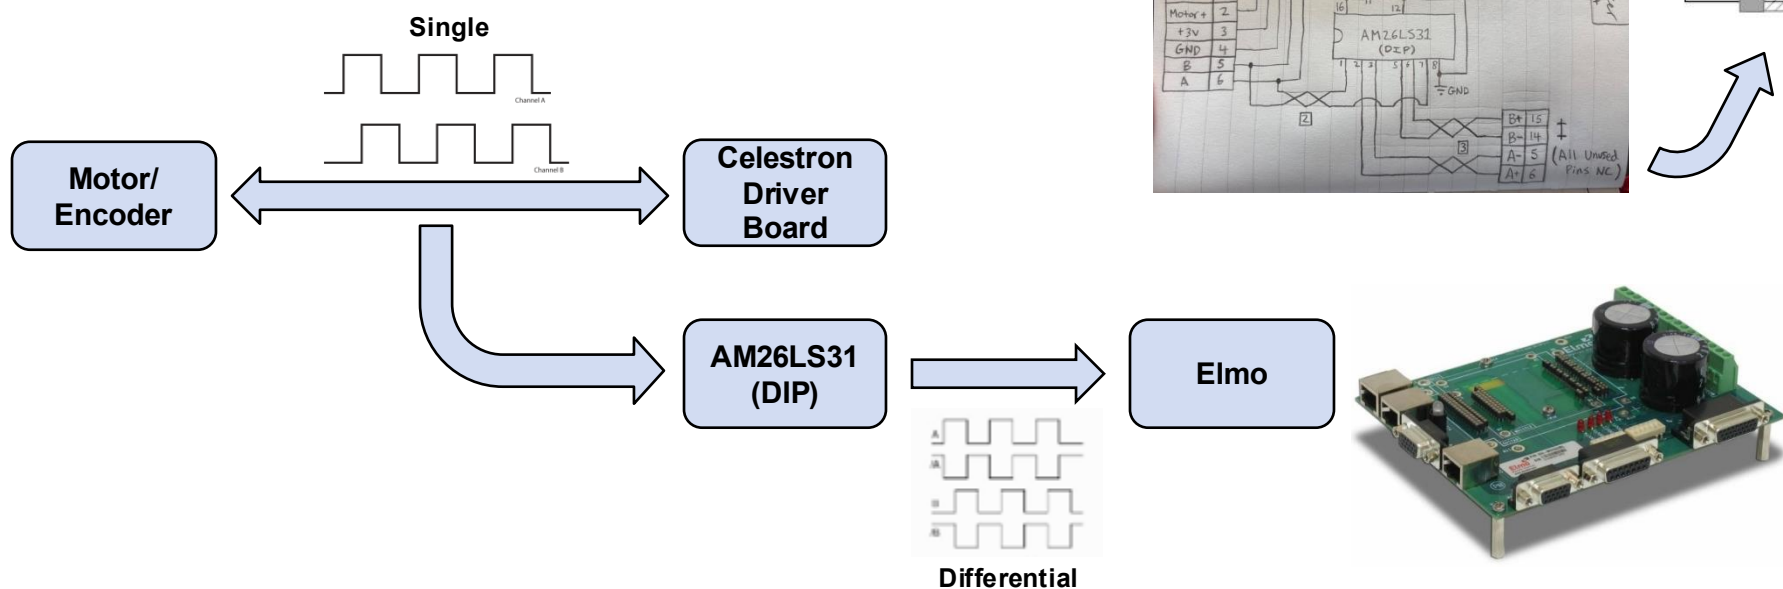 Single
Channel A
Channel B
Motor/
Encoder
Celestron
Driver
Board
AM26LS31
(DIP)
Elmo
A
/A
B
/B
Differential
Motor+ 2
+3v 3
GND 4
B 5
A 6
16
11
12
AM26LS31
(DIP)
1 2 3 5 6 7 8
GND
2
3
B+ 15
B- 14
A- 5
A+ 6
(All Unused
Pins NC)
Elmo